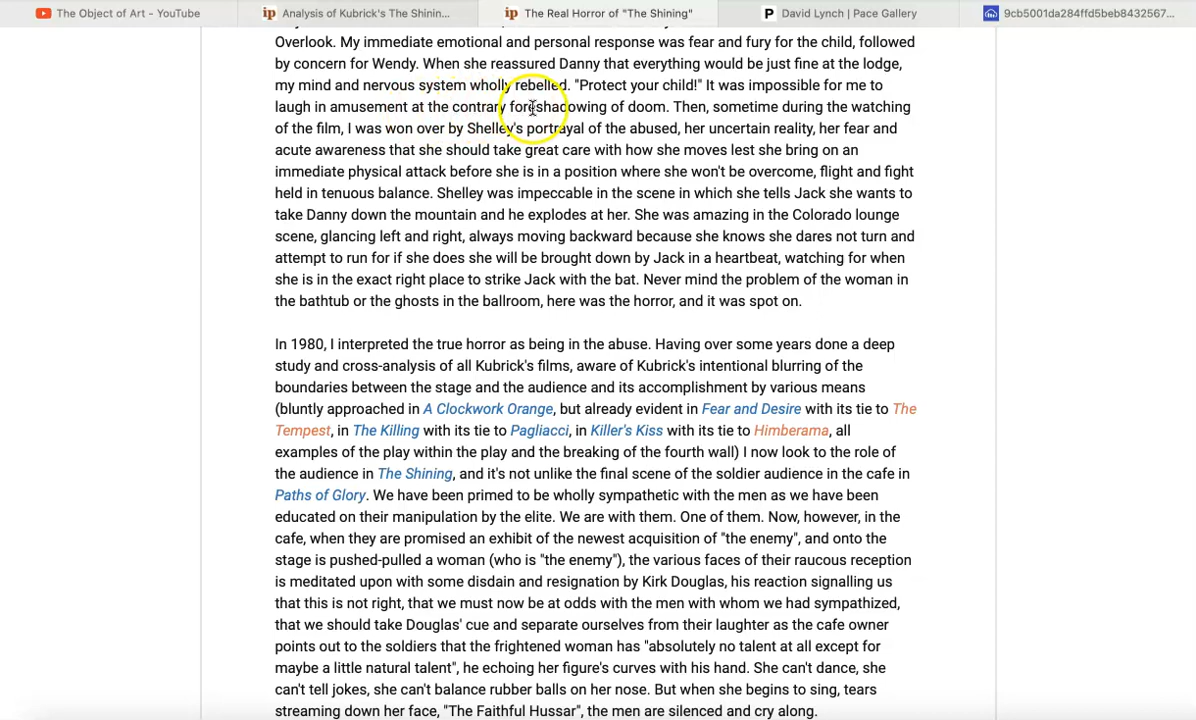 The Object of Art - YouTube
ip Analysis of Kubrick's The Shinin...
ip The Real Horror of "The Shining"
P David Lynch | Pace Gallery
9cb5001da284ffd5beb8432567...
Overlook. My immediate emotional and personal response was fear and fury for the child, followed
by concern for Wendy. When she reassured Danny that everything would be just fine at the lodge,
my mind and nervous system wholly rebelled. "Protect your child!" It was impossible for me to
laugh in amusement at the contrary foreshadowing of doom. Then, sometime during the watching
of the film, I was won over by Shelley's portrayal of the abused, her uncertain reality, her fear and
acute awareness that she should take great care with how she moves lest she bring on an
immediate physical attack before she is in a position where she won't be overcome, flight and fight
held in tenuous balance. Shelley was impeccable in the scene in which she tells Jack she wants to
take Danny down the mountain and he explodes at her. She was amazing in the Colorado lounge
scene, glancing left and right, always moving backward because she knows she dares not turn and
attempt to run for if she does she will be brought down by Jack in a heartbeat, watching for when
she is in the exact right place to strike Jack with the bat. Never mind the problem of the woman in
the bathtub or the ghosts in the ballroom, here was the horror, and it was spot on.
In 1980, I interpreted the true horror as being in the abuse. Having over some years done a deep
study and cross-analysis of all Kubrick's films, aware of Kubrick's intentional blurring of the
boundaries between the stage and the audience and its accomplishment by various means
(bluntly approached in A Clockwork Orange, but already evident in Fear and Desire with its tie to The
Tempest, in The Killing with its tie to Pagliacci, in Killer's Kiss with its tie to Himberama, all
examples of the play within the play and the breaking of the fourth wall) I now look to the role of
the audience in The Shining, and it's not unlike the final scene of the soldier audience in the cafe in
Paths of Glory. We have been primed to be wholly sympathetic with the men as we have been
educated on their manipulation by the elite. We are with them. One of them. Now, however, in the
cafe, when they are promised an exhibit of the newest acquisition of "the enemy", and onto the
stage is pushed-pulled a woman (who is "the enemy"), the various faces of their raucous reception
is meditated upon with some disdain and resignation by Kirk Douglas, his reaction signalling us
that this is not right, that we must now be at odds with the men with whom we had sympathized,
that we should take Douglas' cue and separate ourselves from their laughter as the cafe owner
points out to the soldiers that the frightened woman has "absolutely no talent at all except for
maybe a little natural talent", he echoing her figure's curves with his hand. She can't dance, she
can't tell jokes, she can't balance rubber balls on her nose. But when she begins to sing, tears
streaming down her face, "The Faithful Hussar", the men are silenced and cry along.